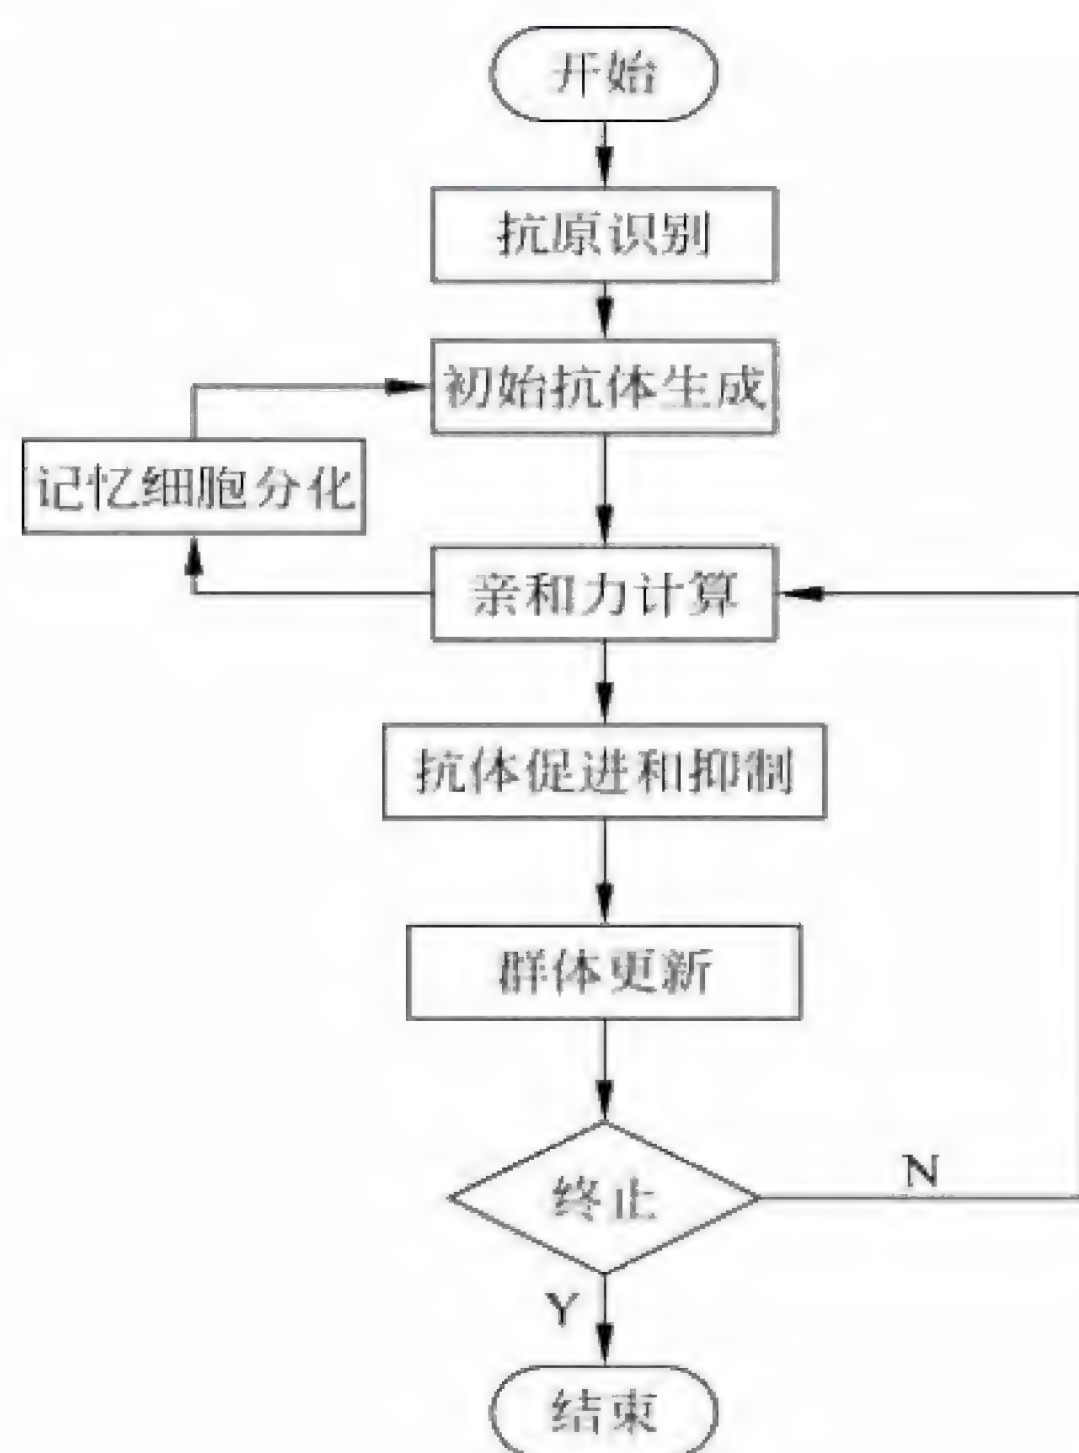 开始
抗原识别
初始抗体生成
记忆细胞分化
亲和力计算
抗体促进和抑制
群体更新
终止
N
Y
结束